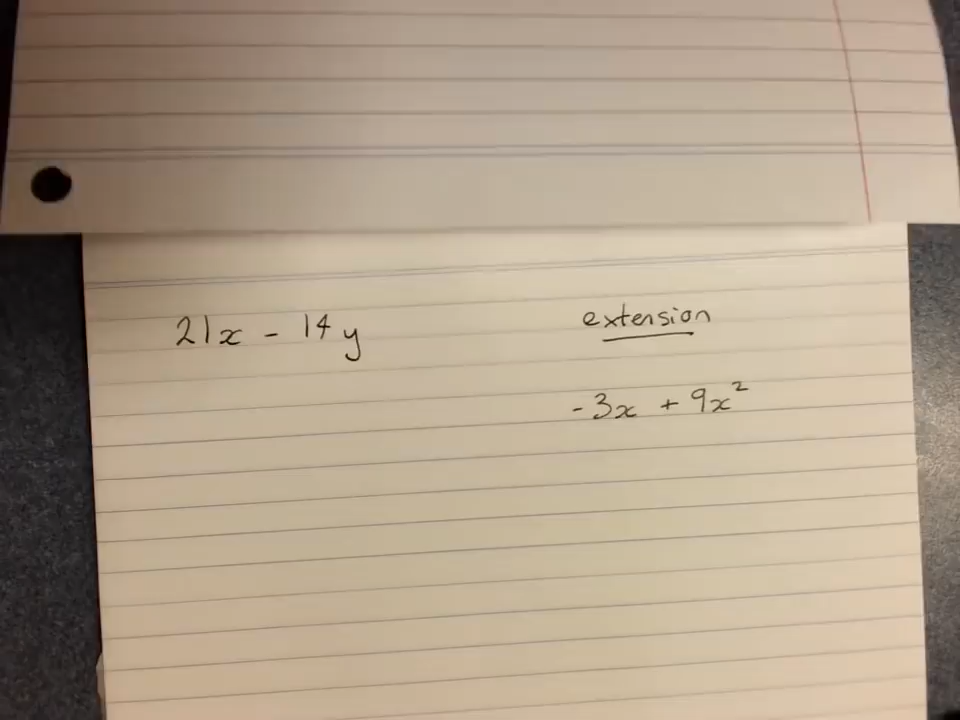 21x - 14y
extension
-3x + 9x²